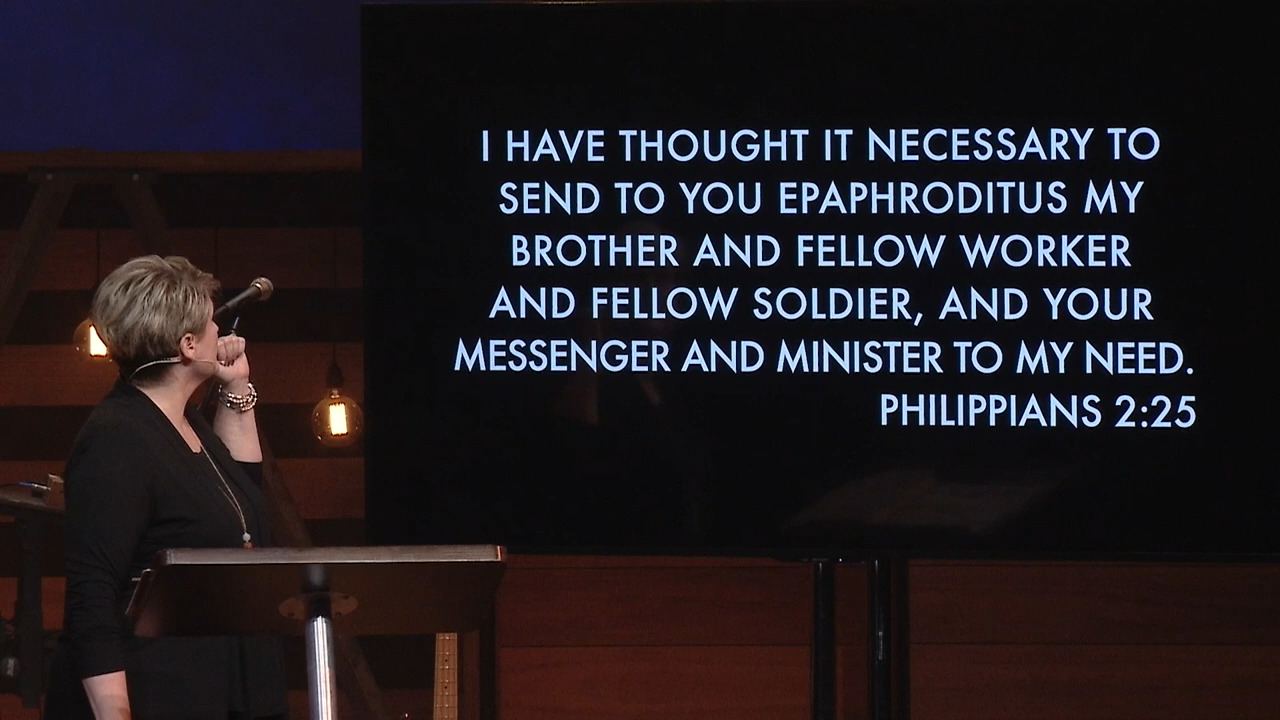 I HAVE THOUGHT IT NECESSARY TO
SEND TO YOU EPAPHRODITUS MY
BROTHER AND FELLOW WORKER
AND FELLOW SOLDIER, AND YOUR
MESSENGER AND MINISTER TO MY NEED.
PHILIPPIANS 2:25